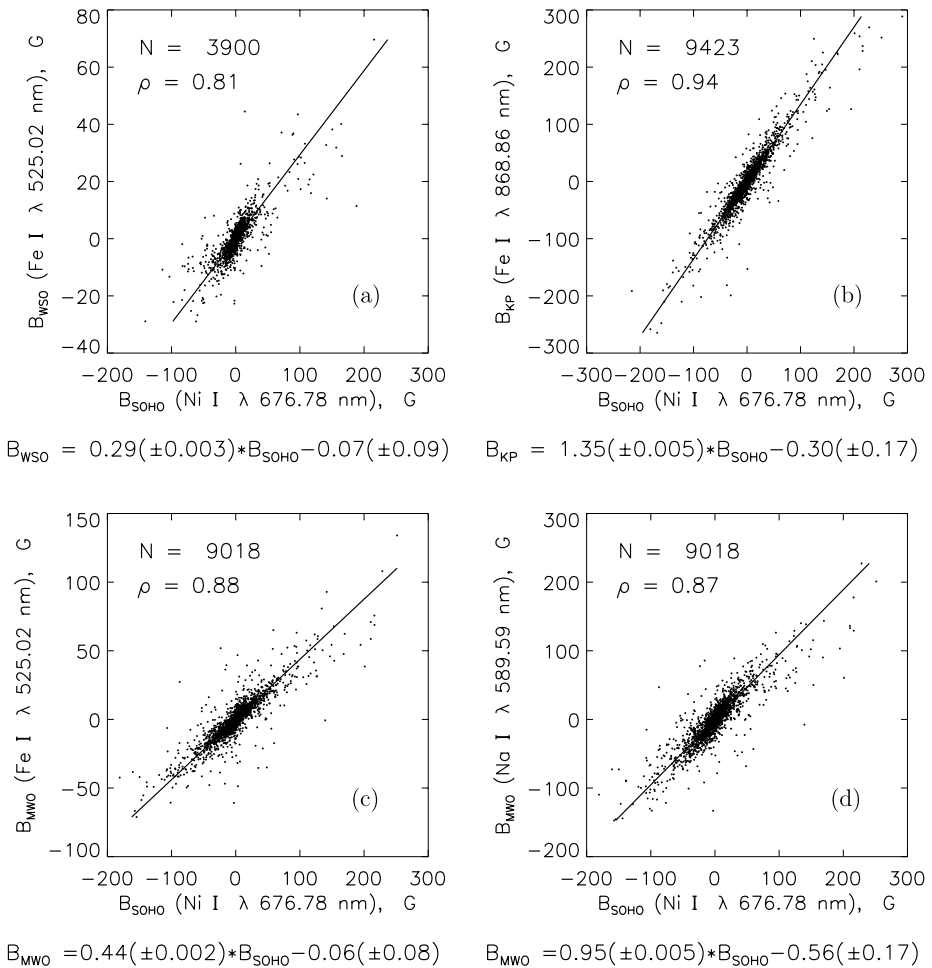 80
60
40
20
0
−20
−40
B_WSO (Fe I λ 525.02 nm), G
N = 3900
ρ = 0.81
(a)
−200 −100 0 100 200 300
B_SOHO (Ni I λ 676.78 nm), G
B_WSO = 0.29(±0.003)*B_SOHO−0.07(±0.09)
300
200
100
0
−100
−200
−300
B_KP (Fe I λ 868.86 nm), G
N = 9423
ρ = 0.94
(b)
−300−200−100 0 100 200 300
B_SOHO (Ni I λ 676.78 nm), G
B_KP = 1.35(±0.005)*B_SOHO−0.30(±0.17)
150
100
50
0
−50
−100
B_MWO (Fe I λ 525.02 nm), G
N = 9018
ρ = 0.88
(c)
−200 −100 0 100 200 300
B_SOHO (Ni I λ 676.78 nm), G
B_MWO =0.44(±0.002)*B_SOHO−0.06(±0.08)
300
200
100
0
−100
−200
B_MWO (Na I λ 589.59 nm), G
N = 9018
ρ = 0.87
(d)
−200 −100 0 100 200 300
B_SOHO (Ni I λ 676.78 nm), G
B_MWO =0.95(±0.005)*B_SOHO−0.56(±0.17)